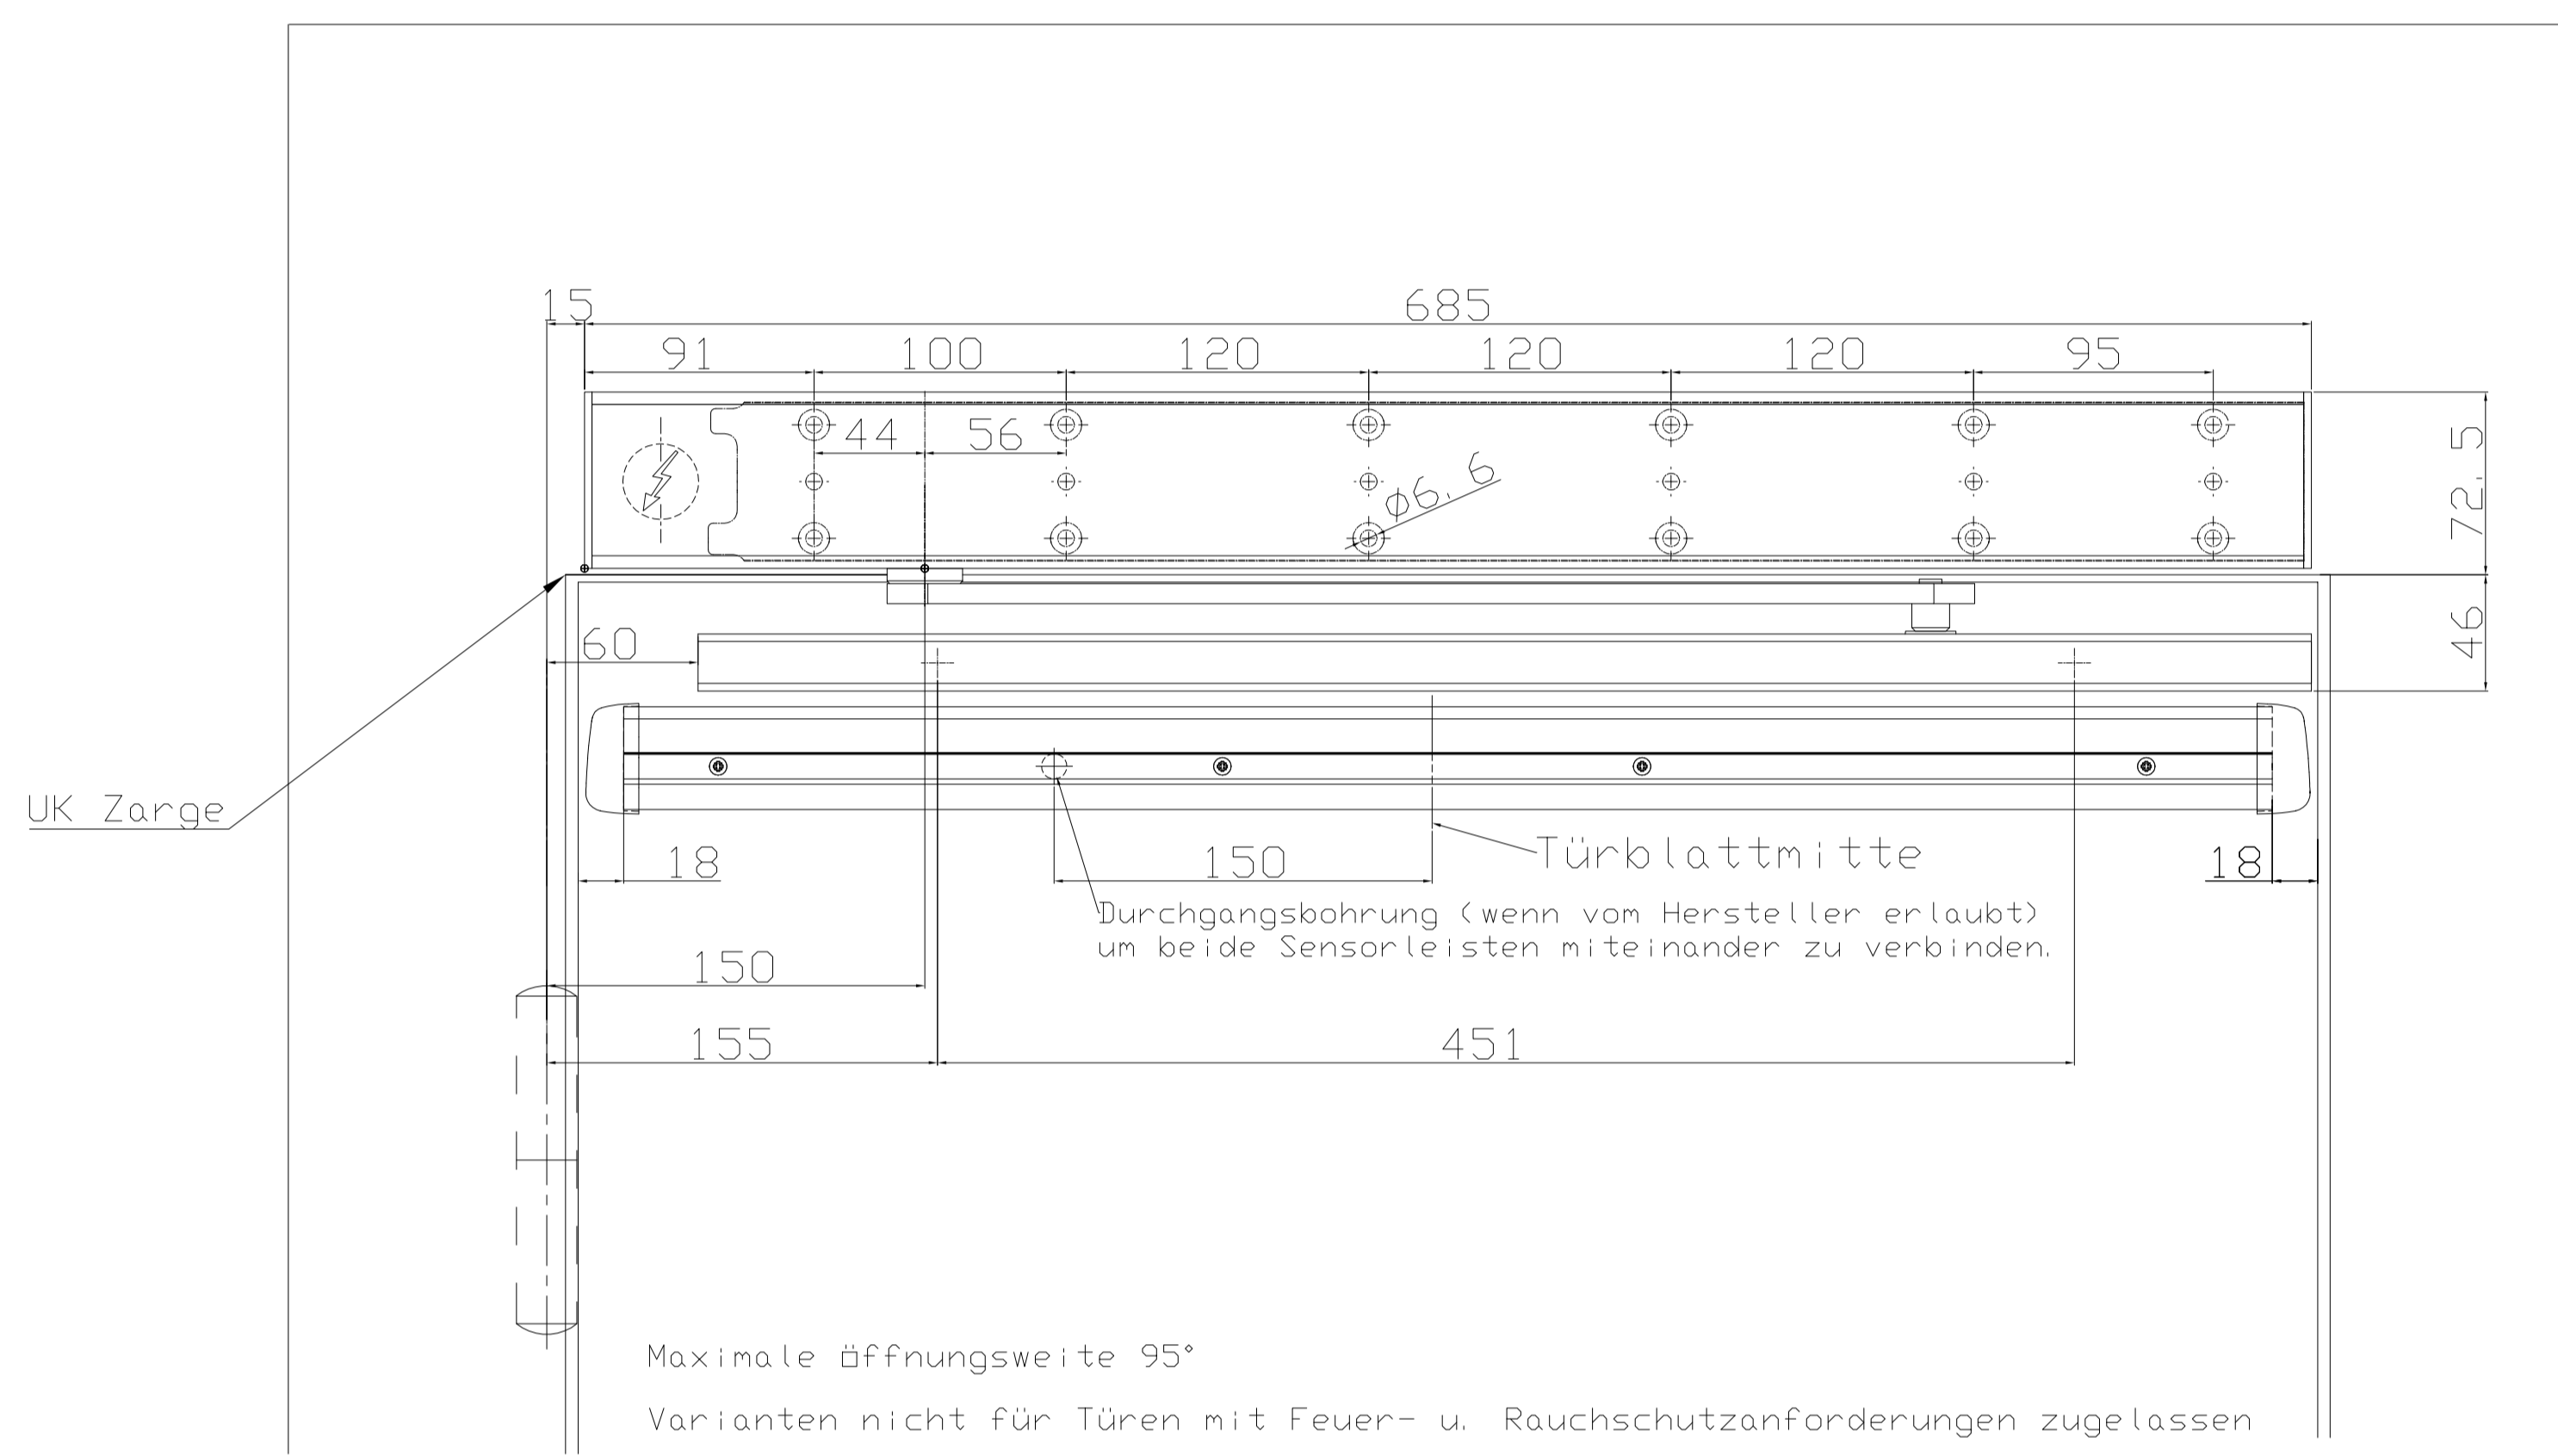 15
685
91
100
120
120
120
95
44
56
ø6,6
72.5
46
60
UK Zarge
18
150
Türblattmitte
18
Durchgangsbohrung (wenn vom Hersteller erlaubt)
um beide Sensorleisten miteinander zu verbinden.
150
155
451
Maximale Öffnungsweite 95°
Varianten nicht für Türen mit Feuer- u. Rauchschutzanforderungen zugelassen